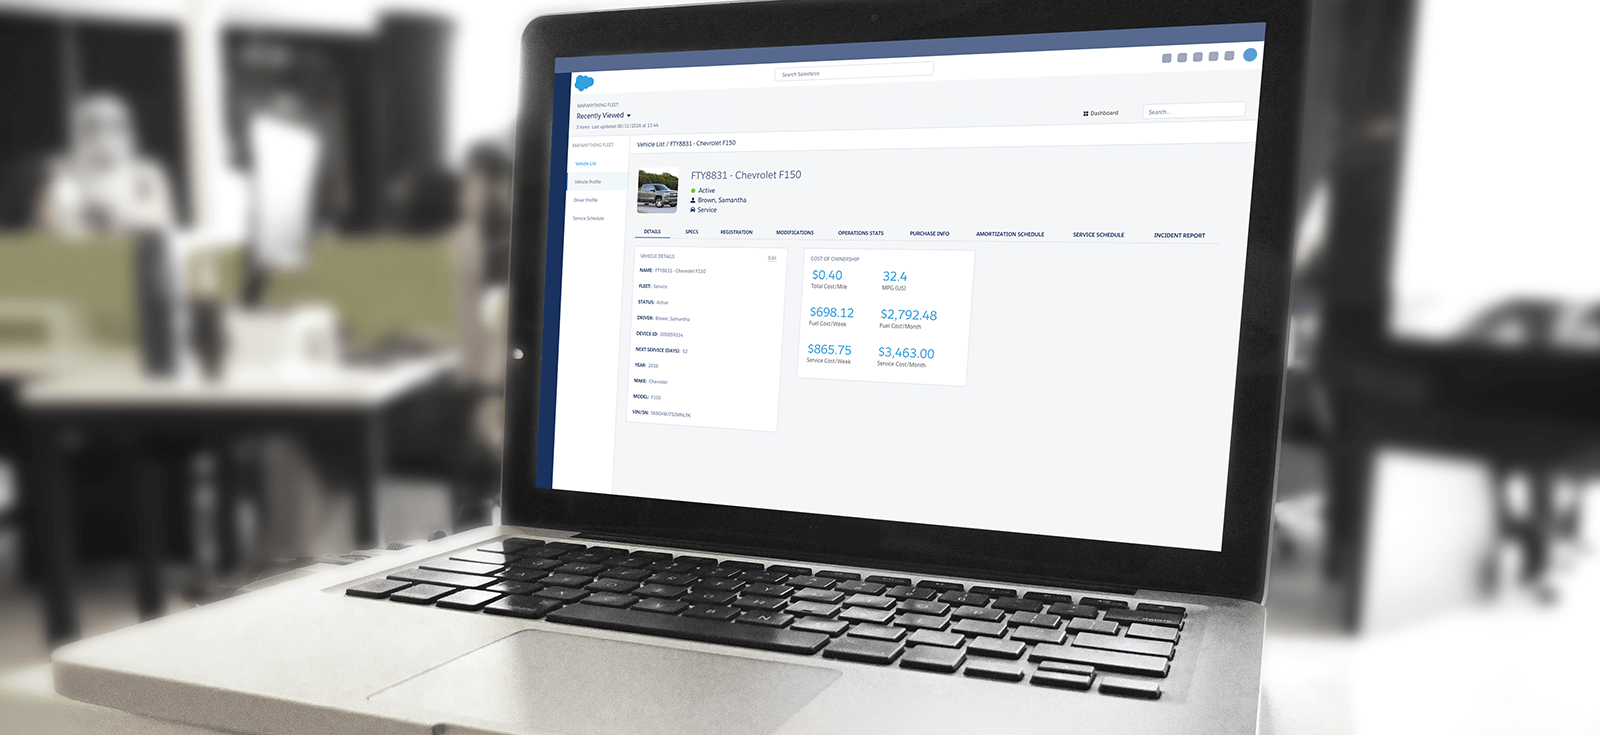 Search Salesforce
MAPANYTHING FLEET
Recently Viewed
3 items Last updated 08/11/2016 at 13:44
Dashboard
Search...
MAPANYTHING FLEET
Vehicle List
Vehicle Profile
Driver Profile
Service Schedule
Vehicle List / FTY8831 - Chevrolet F150
FTY8831 - Chevrolet F150
Active
Brown, Samantha
Service
DETAILS SPECS REGISTRATION MODIFICATIONS OPERATIONS STATS PURCHASE INFO AMORTIZATION SCHEDULE SERVICE SCHEDULE INCIDENT REPORT
VEHICLE DETAILS
Edit
NAME: FTY8831 - Chevrolet F150
FLEET: Service
STATUS: Active
DRIVER: Brown, Samantha
DEVICE ID:
NEXT SERVICE (DAYS): 52
YEAR: 2016
MAKE: Chevrolet
MODEL: F150
VIN/SN:
COST OF OWNERSHIP
$0.40
Total Cost/Mile
32.4
MPG (US)
$698.12
Fuel Cost/Week
$2,792.48
Fuel Cost/Month
$865.75
Service Cost/Week
$3,463.00
Service Cost/Month
delete